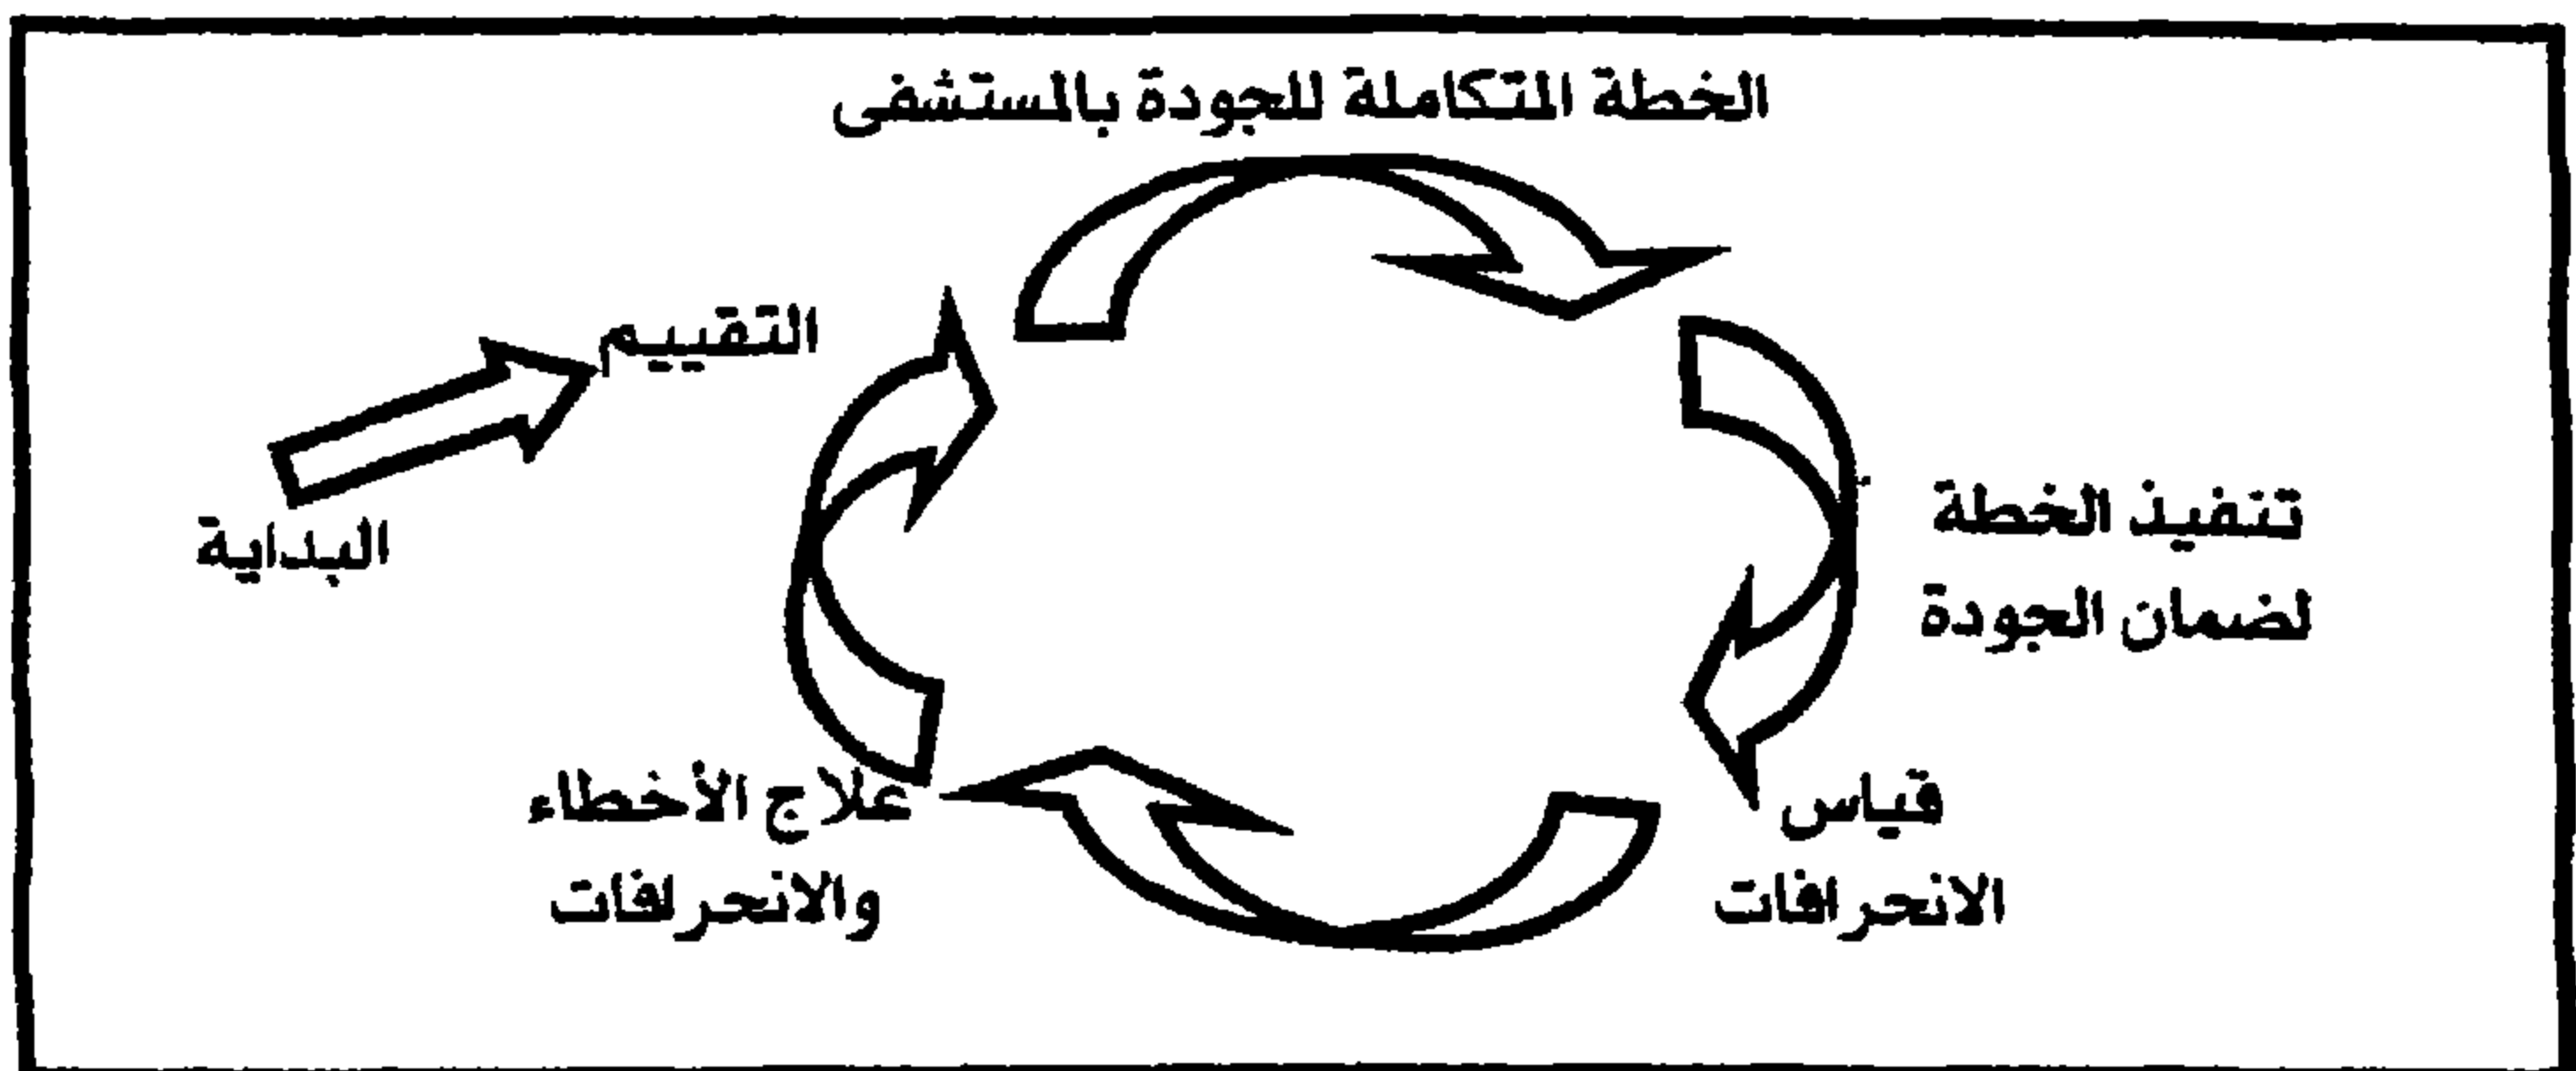 الخطة المتكاملة للجودة بالمستشفى
التقييم
البداية
تنفيذ الخطة
لضمان الجودة
قياس
الانحرافات
علاج الأخطاء
والانحرافات